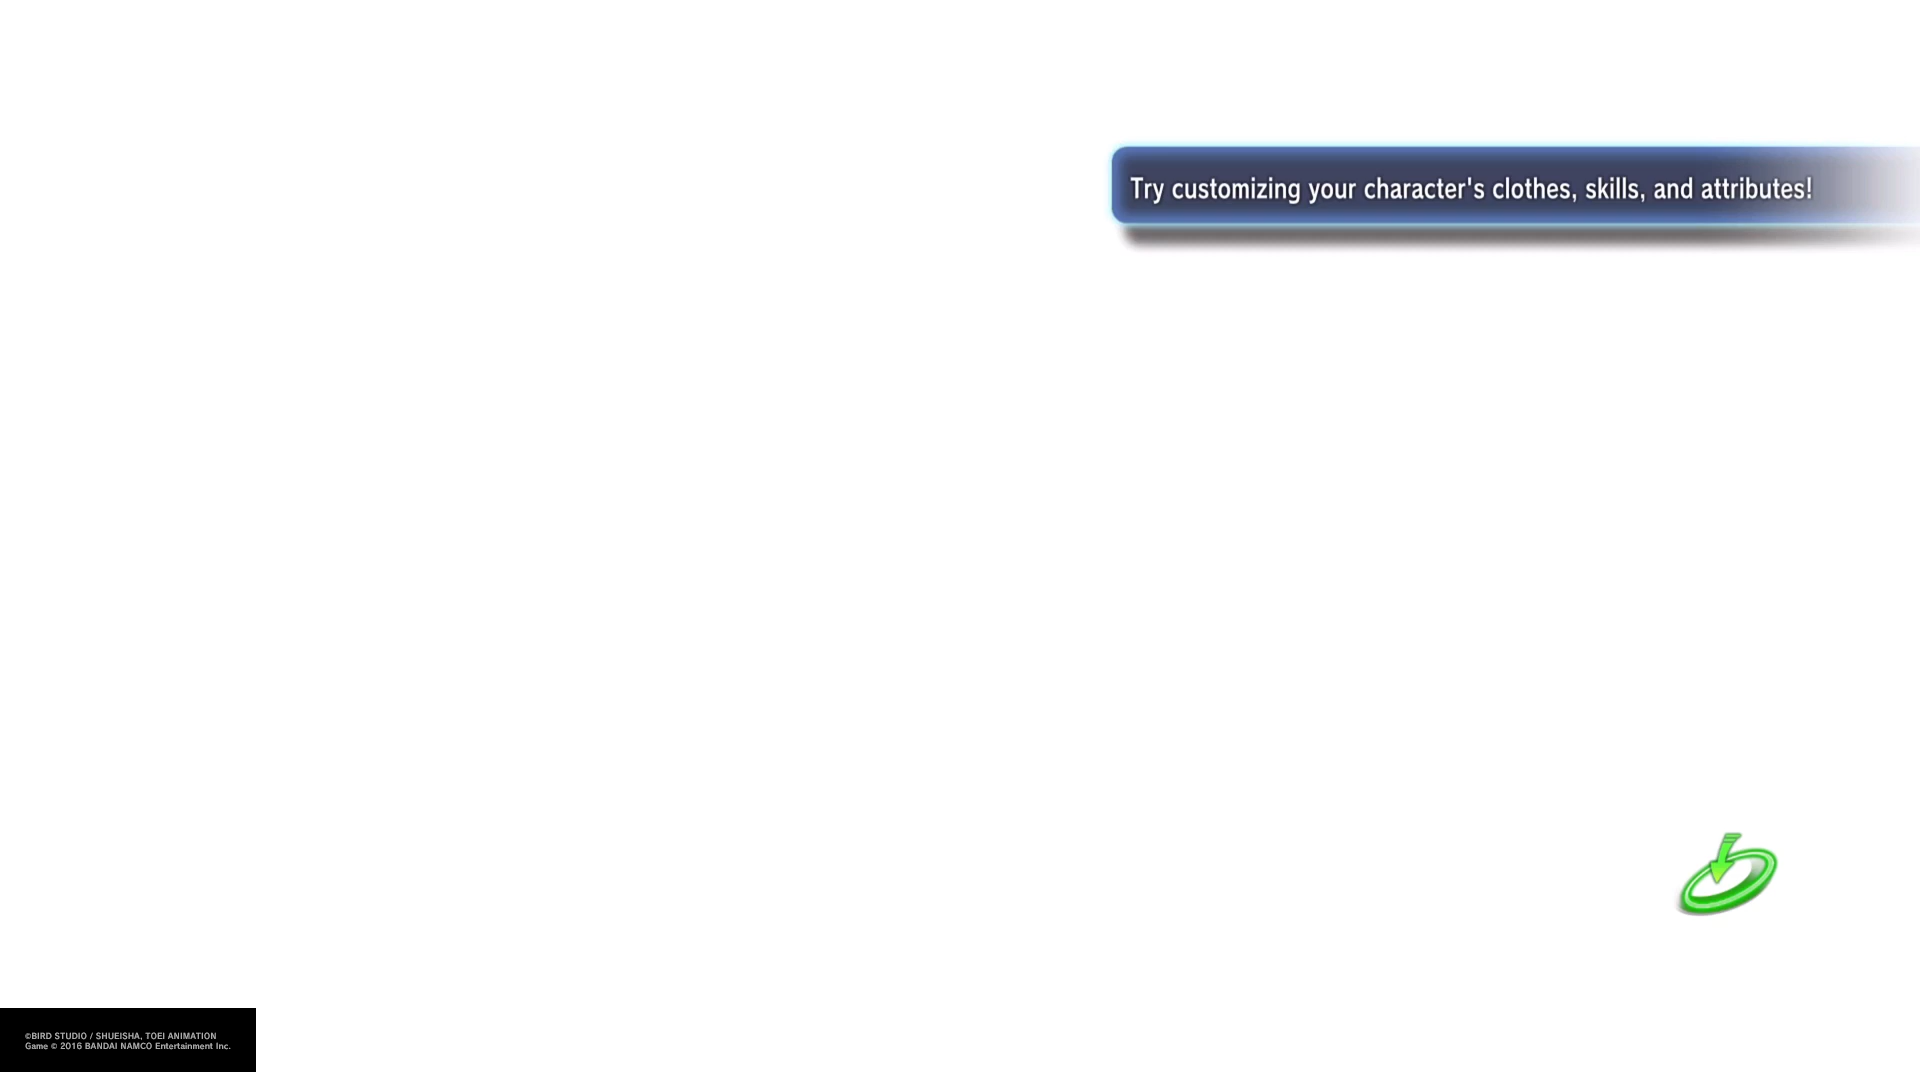 Try customizing your character's clothes, skills, and attributes!
©BIRD STUDIO / SHUEISHA, TOEI ANIMATION
Game © 2016 BANDAI NAMCO Entertainment Inc.